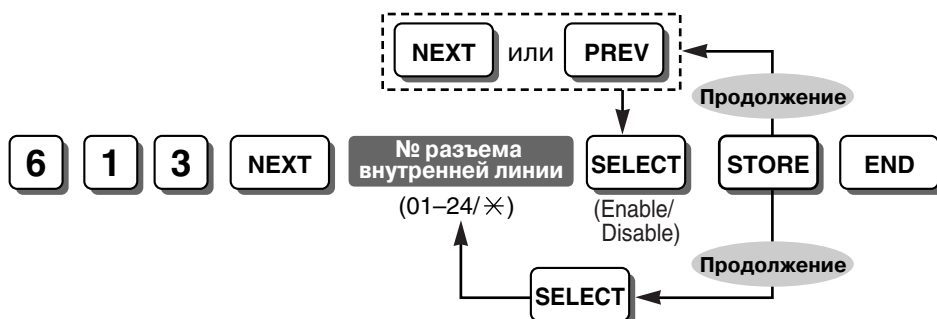 NEXT или PREV
Продолжение
6 1 3 NEXT № разъема внутренней линии SELECT STORE END
(01–24/✳)
(Enable/
Disable)
Продолжение
SELECT